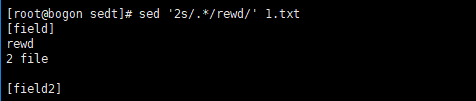 [root@bogon sedt]# sed '2s/.*/rewd/' 1.txt
[field]
rewd
2 file
[field2]